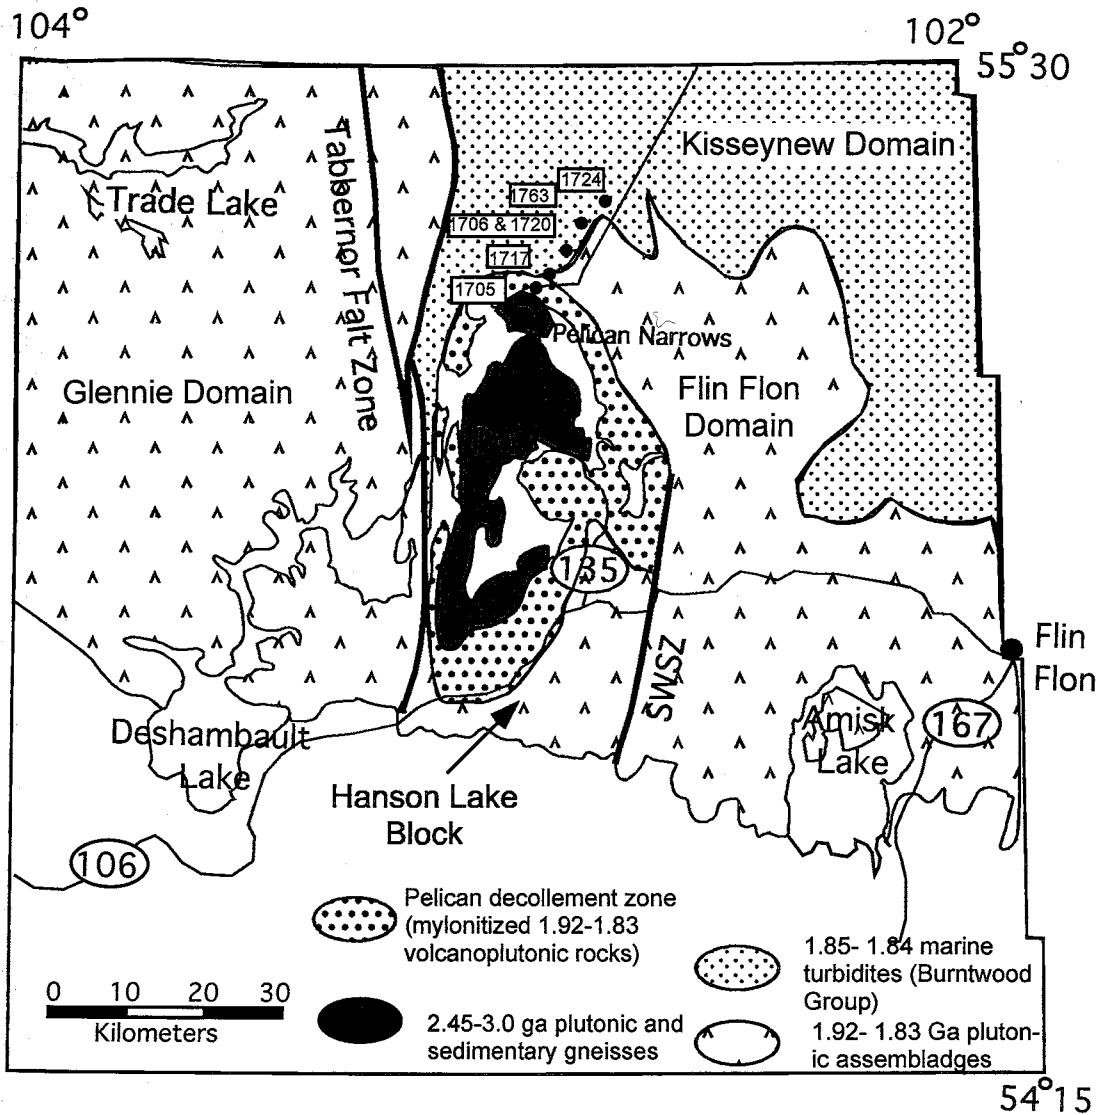 104°
102°
55°30
Kisseynew Domain
Trade Lake
Tabbernor Falt Zone
1724
1763
1706 & 1720
1717
1705
Pelican Narrows
Glennie Domain
Flin Flon
Domain
135
SWSZ
Flin
Flon
Deshambault
Lake
Amisk
Lake
167
Hanson Lake
Block
106
Pelican decollement zone
(mylonitized 1.92-1.83
volcanoplutonic rocks)
1.85- 1.84 marine
turbidites (Burntwood
Group)
0 10 20 30
Kilometers
2.45-3.0 ga plutonic and
sedimentary gneisses
1.92- 1.83 Ga pluton-
ic assembladges
54°15